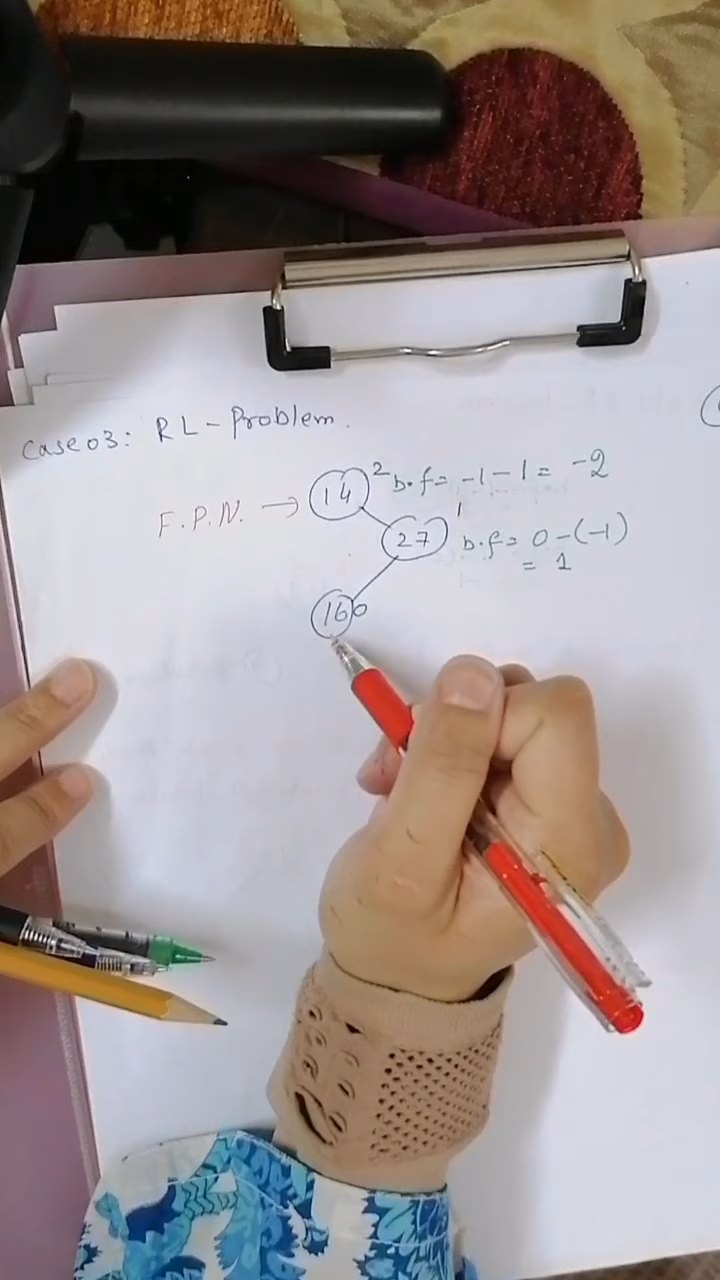 Case 03: RL-Problem.
F.P.N. → 14 2 b.f = -1 - 1 = -2
27 1 b.f = 0 - (-1)
= 1
16 0